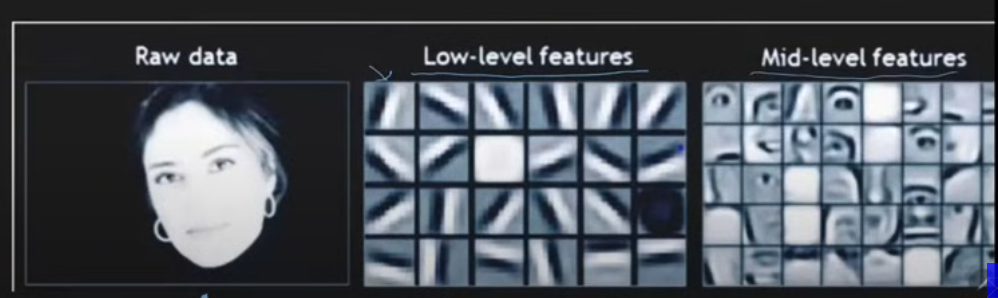 Raw data
Low-level features
Mid-level features